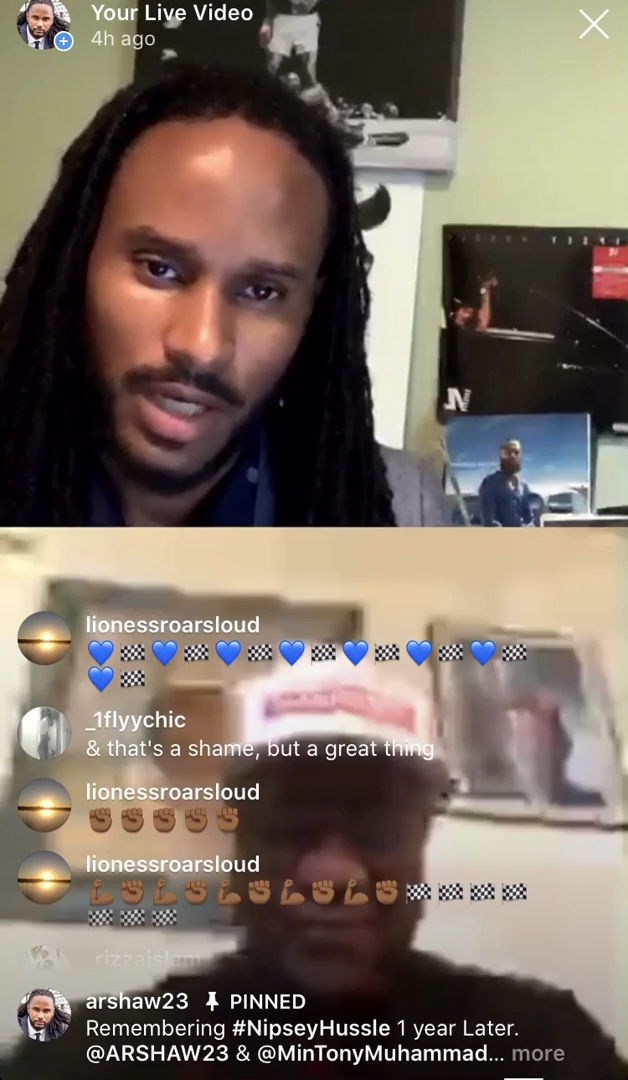 Your Live Video
4h ago
lionessroarsloud
💙🏁💙🏁💙🏁💙🏁💙🏁💙🏁💙🏁
💙🏁
_1flyychic
& that's a shame, but a great thing
lionessroarsloud
✊🏾✊🏾✊🏾✊🏾✊🏾
lionessroarsloud
💪🏾✊🏾💪🏾✊🏾💪🏾✊🏾💪🏾✊🏾💪🏾✊🏾🏁🏁🏁🏁
🏁🏁🏁
_rizzaislam
arshaw23 📌 PINNED
Remembering #NipseyHussle 1 year Later.
@ARSHAW23 & @MinTonyMuhammad... more